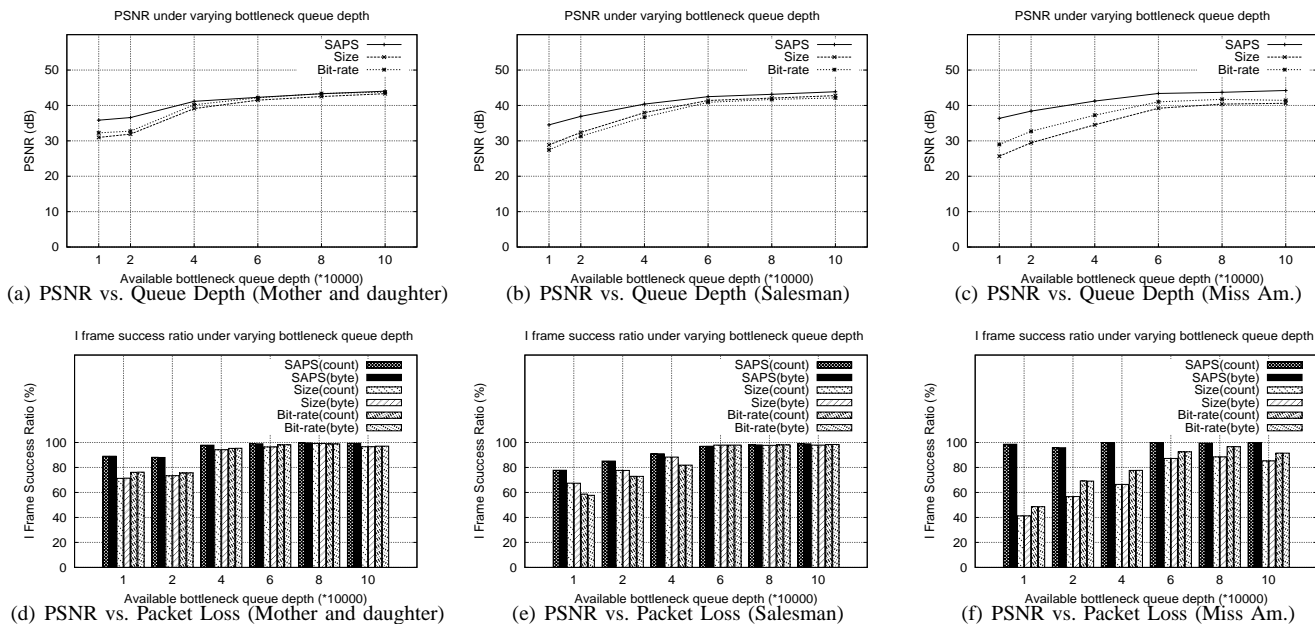 PSNR under varying bottleneck queue depth
SAPS
Size
Bit-rate
60
50
40
30
20
10
0
PSNR (dB)
1 2 4 6 8 10
Available bottleneck queue depth (*10000)
(a) PSNR vs. Queue Depth (Mother and daughter)
PSNR under varying bottleneck queue depth
SAPS
Size
Bit-rate
60
50
40
30
20
10
0
PSNR (dB)
1 2 4 6 8 10
Available bottleneck queue depth (*10000)
(b) PSNR vs. Queue Depth (Salesman)
PSNR under varying bottleneck queue depth
SAPS
Size
Bit-rate
60
50
40
30
20
10
0
PSNR (dB)
1 2 4 6 8 10
Available bottleneck queue depth (*10000)
(c) PSNR vs. Queue Depth (Miss Am.)
I frame success ratio under varying bottleneck queue depth
SAPS(count)
SAPS(byte)
Size(count)
Size(byte)
Bit-rate(count)
Bit-rate(byte)
100
80
60
40
20
0
I Frame Scuccess Ratio (%)
1 2 4 6 8 10
Available bottleneck queue depth (*10000)
(d) PSNR vs. Packet Loss (Mother and daughter)
I frame success ratio under varying bottleneck queue depth
SAPS(count)
SAPS(byte)
Size(count)
Size(byte)
Bit-rate(count)
Bit-rate(byte)
100
80
60
40
20
0
I Frame Scuccess Ratio (%)
1 2 4 6 8 10
Available bottleneck queue depth (*10000)
(e) PSNR vs. Packet Loss (Salesman)
I frame success ratio under varying bottleneck queue depth
SAPS(count)
SAPS(byte)
Size(count)
Size(byte)
Bit-rate(count)
Bit-rate(byte)
100
80
60
40
20
0
I Frame Scuccess Ratio (%)
1 2 4 6 8 10
Available bottleneck queue depth (*10000)
(f) PSNR vs. Packet Loss (Miss Am.)